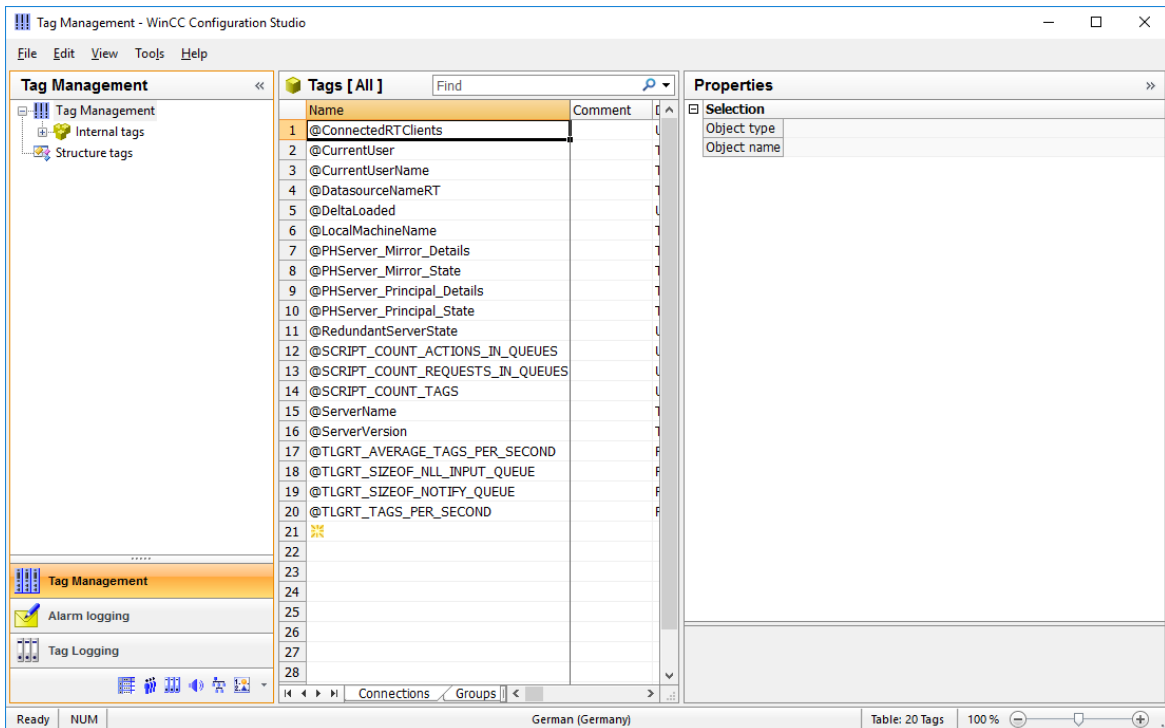 Tag Management - WinCC Configuration Studio
File Edit View Tools Help
Tag Management «
Tag Management
Internal tags
Structure tags
Tag Management
Alarm logging
Tag Logging
Tags [ All ] Find
Name Comment
1 @ConnectedRTClients U
2 @CurrentUser T
3 @CurrentUserName T
4 @DatasourceNameRT T
5 @DeltaLoaded U
6 @LocalMachineName T
7 @PHServer_Mirror_Details T
8 @PHServer_Mirror_State T
9 @PHServer_Principal_Details T
10 @PHServer_Principal_State T
11 @RedundantServerState U
12 @SCRIPT_COUNT_ACTIONS_IN_QUEUES U
13 @SCRIPT_COUNT_REQUESTS_IN_QUEUES U
14 @SCRIPT_COUNT_TAGS U
15 @ServerName T
16 @ServerVersion T
17 @TLGRT_AVERAGE_TAGS_PER_SECOND F
18 @TLGRT_SIZEOF_NLL_INPUT_QUEUE F
19 @TLGRT_SIZEOF_NOTIFY_QUEUE F
20 @TLGRT_TAGS_PER_SECOND F
21
22
23
24
25
26
27
28
Connections Groups
Properties »
Selection
Object type
Object name
Ready NUM German (Germany) Table: 20 Tags 100 %